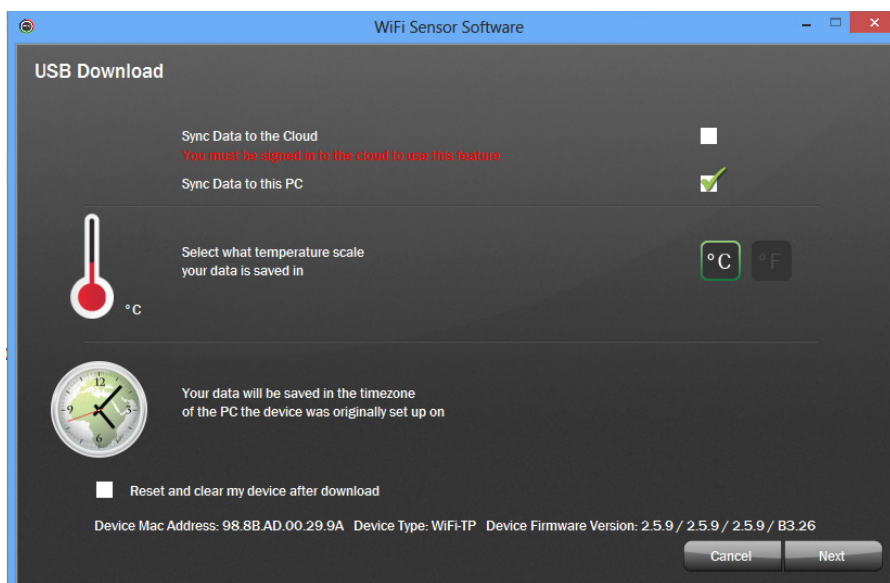 WiFi Sensor Software
USB Download
Sync Data to the Cloud
You must be signed in to the cloud to use this feature
Sync Data to this PC
Select what temperature scale
your data is saved in
°C °F
°C
12
9 3
6
Your data will be saved in the timezone
of the PC the device was originally set up on
Reset and clear my device after download
Device Mac Address: 98.8B.AD.00.29.9A Device Type: WiFi-TP Device Firmware Version: 2.5.9 / 2.5.9 / 2.5.9 / B3.26
Cancel Next